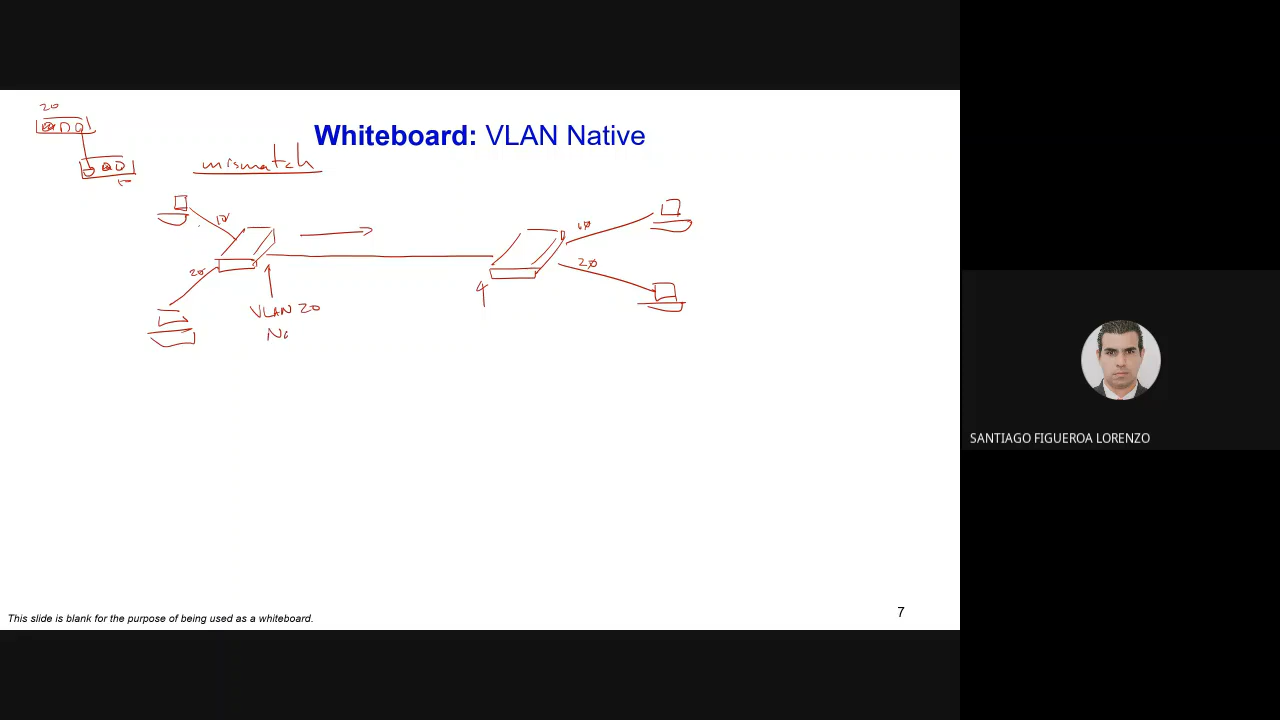 20
Whiteboard: VLAN Native
mismatch
10
10
20
20
VLAN 20
This slide is blank for the purpose of being used as a whiteboard.
7
SANTIAGO FIGUEROA LORENZO